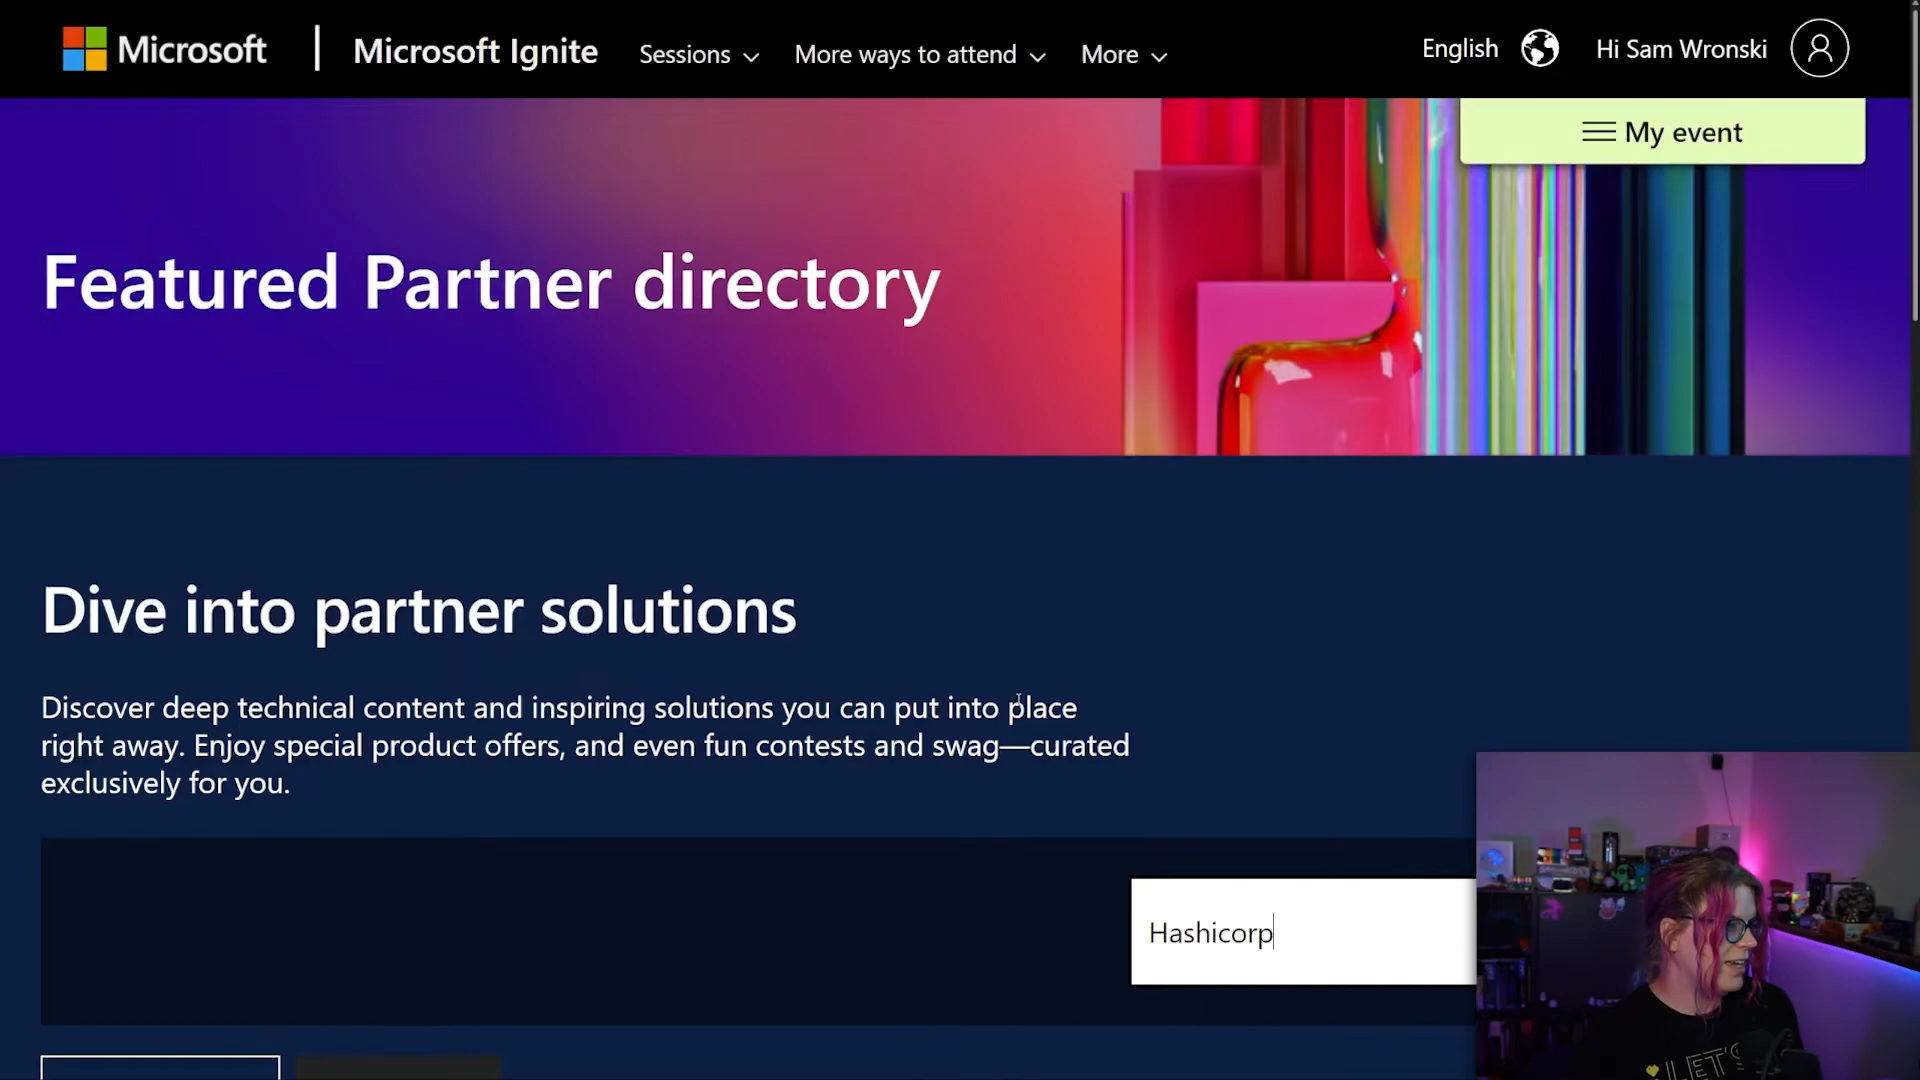 Microsoft
Microsoft Ignite
Sessions
More ways to attend
More
English
Hi Sam Wronski
My event
Featured Partner directory
Dive into partner solutions
Discover deep technical content and inspiring solutions you can put into place
right away. Enjoy special product offers, and even fun contests and swag—curated
exclusively for you.
Hashicorp
LET'S